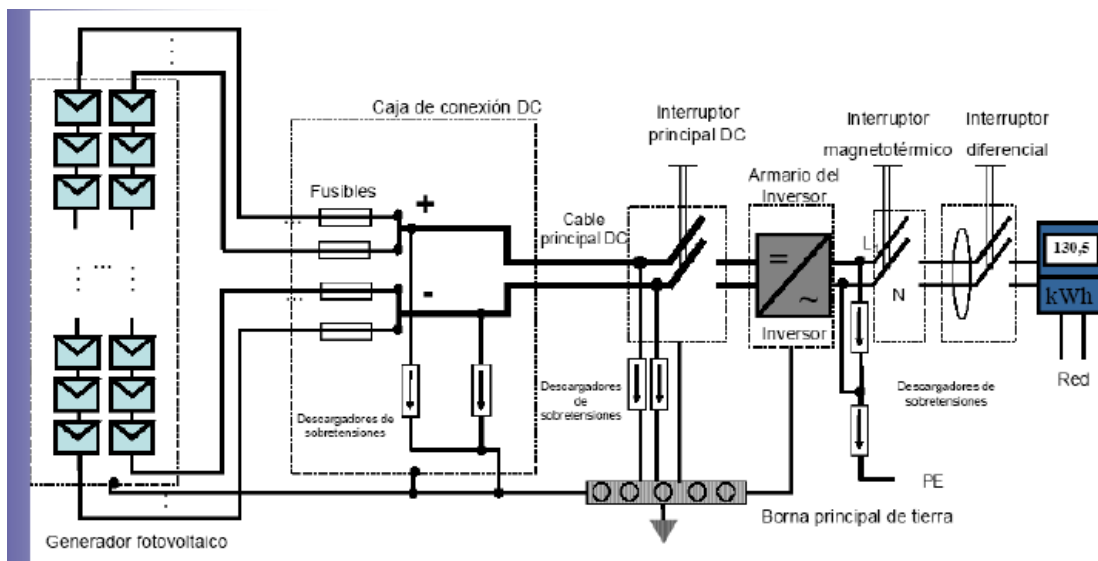 Caja de conexión DC
Interruptor
principal DC
Interruptor
magnetotérmico
Interruptor
diferencial
Fusibles
+
-
Cable
principal DC
Armario del
Inversor
=
~
Inversor
L
N
130,5
kWh
Red
Descargadores de
sobretensiones
Descargadores
de
sobretensiones
Descargadores de
sobretensiones
PE
Borna principal de tierra
Generador fotovoltaico